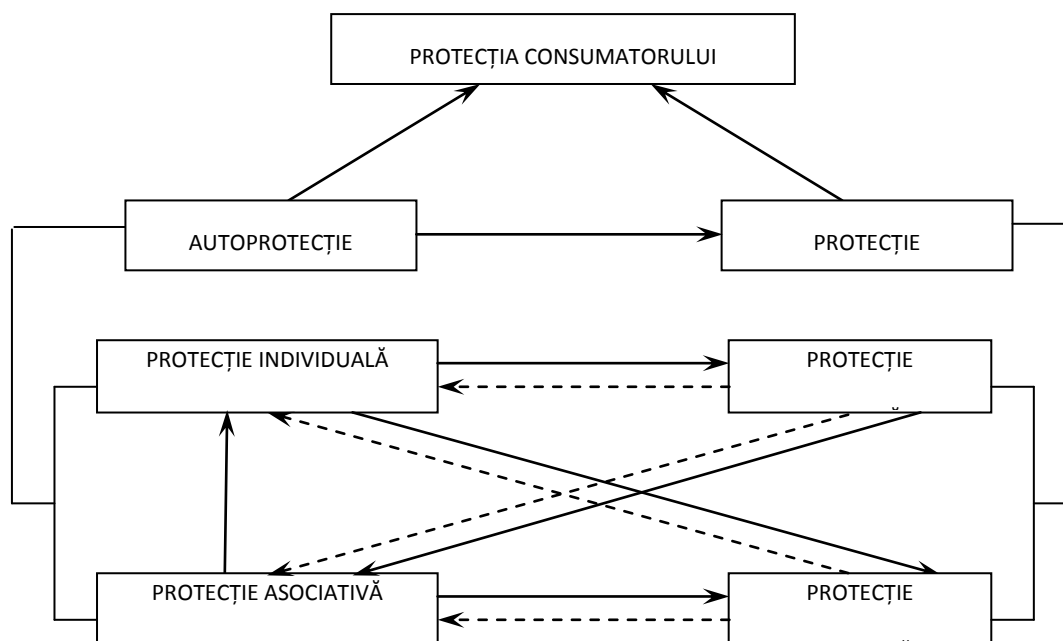 PROTECȚIA CONSUMATORULUI
AUTOPROTECȚIE
PROTECȚIE
PROTECȚIE INDIVIDUALĂ
PROTECȚIE
PROTECȚIE ASOCIATIVĂ
PROTECȚIE